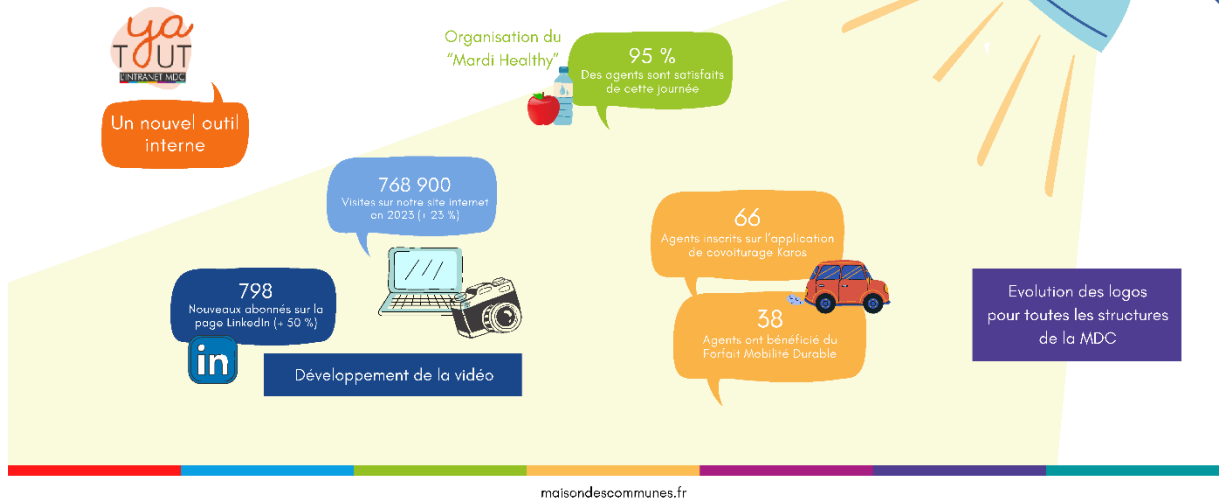 ya
TOUT
L'INTRANET MDC
Un nouvel outil
interne
Organisation du
"Mardi Healthy"
95 %
Des agents sont satisfaits
de cette journée
768 900
Visites sur notre site internet
en 2023 (+ 23 %)
798
Nouveaux abonnés sur la
page LinkedIn (+ 50 %)
in
Développement de la vidéo
66
Agents inscrits sur l'application
de covoiturage Karos
38
Agents ont bénéficié du
Forfait Mobilité Durable
Evolution des logos
pour toutes les structures
de la MDC
maisondescommunes.fr